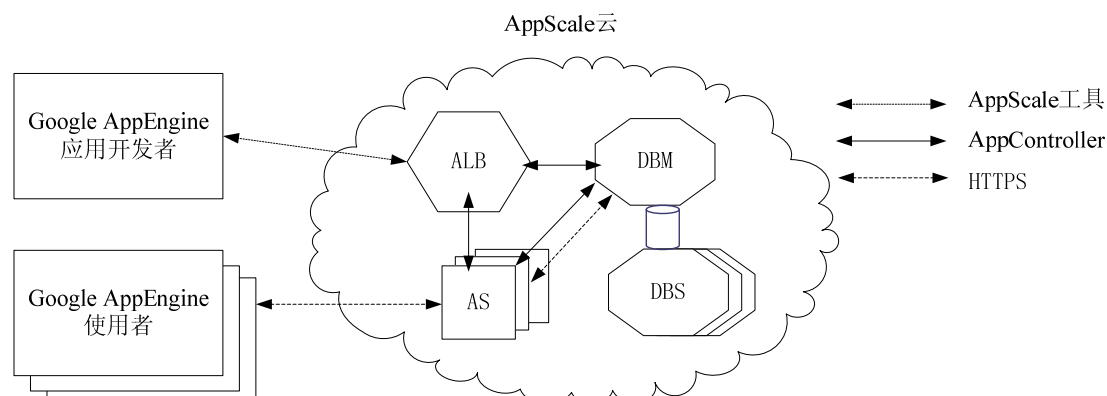 AppScale云
Google AppEngine
应用开发者
ALB
DBM
AppScale工具
AppController
HTTPS
Google AppEngine
使用者
AS
DBS